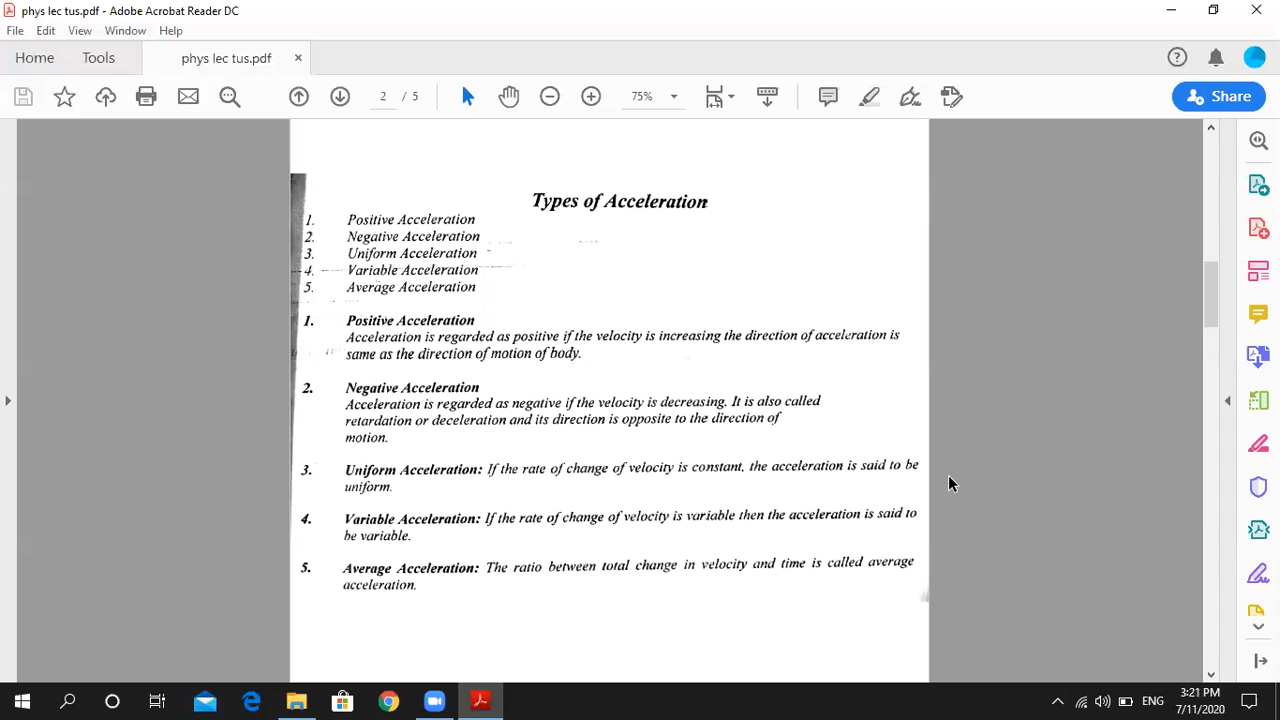 phys lec tus.pdf - Adobe Acrobat Reader DC
File Edit View Window Help
Home Tools phys lec tus.pdf ×
2 / 5 75% Share
Types of Acceleration
1. Positive Acceleration
2. Negative Acceleration
3. Uniform Acceleration
4. Variable Acceleration
5. Average Acceleration
1. Positive Acceleration
Acceleration is regarded as positive if the velocity is increasing the direction of acceleration is
same as the direction of motion of body.
2. Negative Acceleration
Acceleration is regarded as negative if the velocity is decreasing. It is also called
retardation or deceleration and its direction is opposite to the direction of
motion.
3. Uniform Acceleration: If the rate of change of velocity is constant, the acceleration is said to be
uniform.
4. Variable Acceleration: If the rate of change of velocity is variable then the acceleration is said to
be variable.
5. Average Acceleration: The ratio between total change in velocity and time is called average
acceleration.
ENG
3:21 PM
7/11/2020